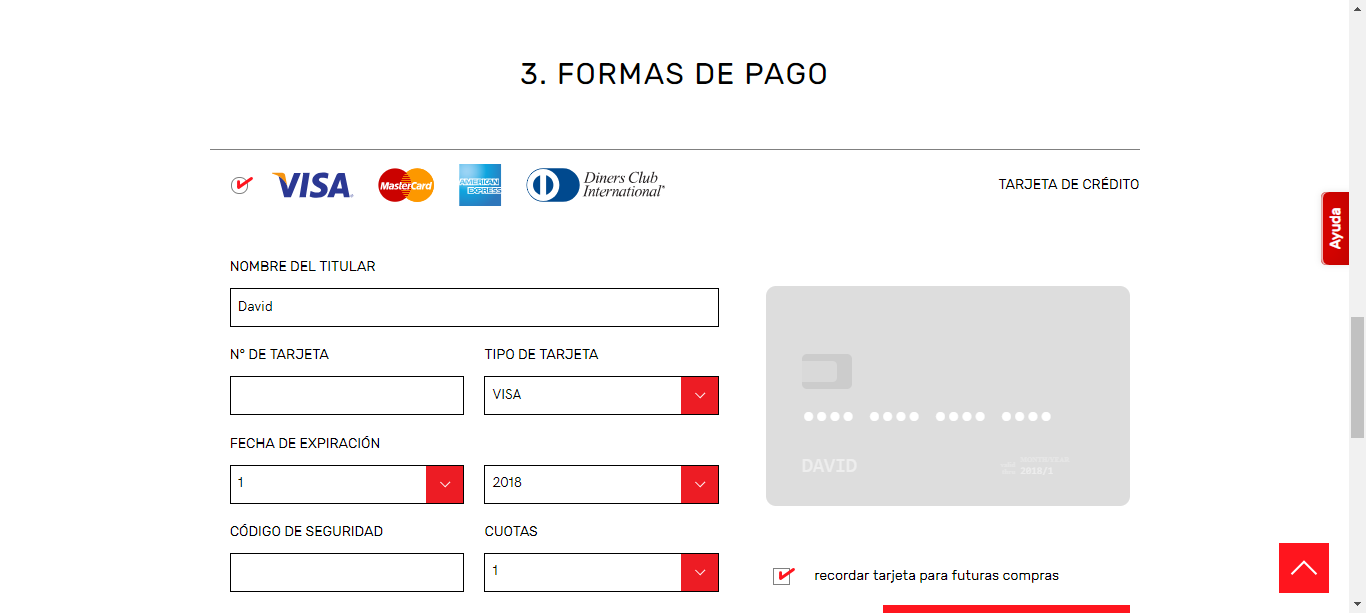 3. FORMAS DE PAGO
VISA MasterCard AMERICAN EXPRESS Diners Club International®
TARJETA DE CRÉDITO
Ayuda
NOMBRE DEL TITULAR
David
N° DE TARJETA TIPO DE TARJETA
VISA
FECHA DE EXPIRACIÓN
1 2018
CÓDIGO DE SEGURIDAD CUOTAS
1
DAVID
2018/1
recordar tarjeta para futuras compras